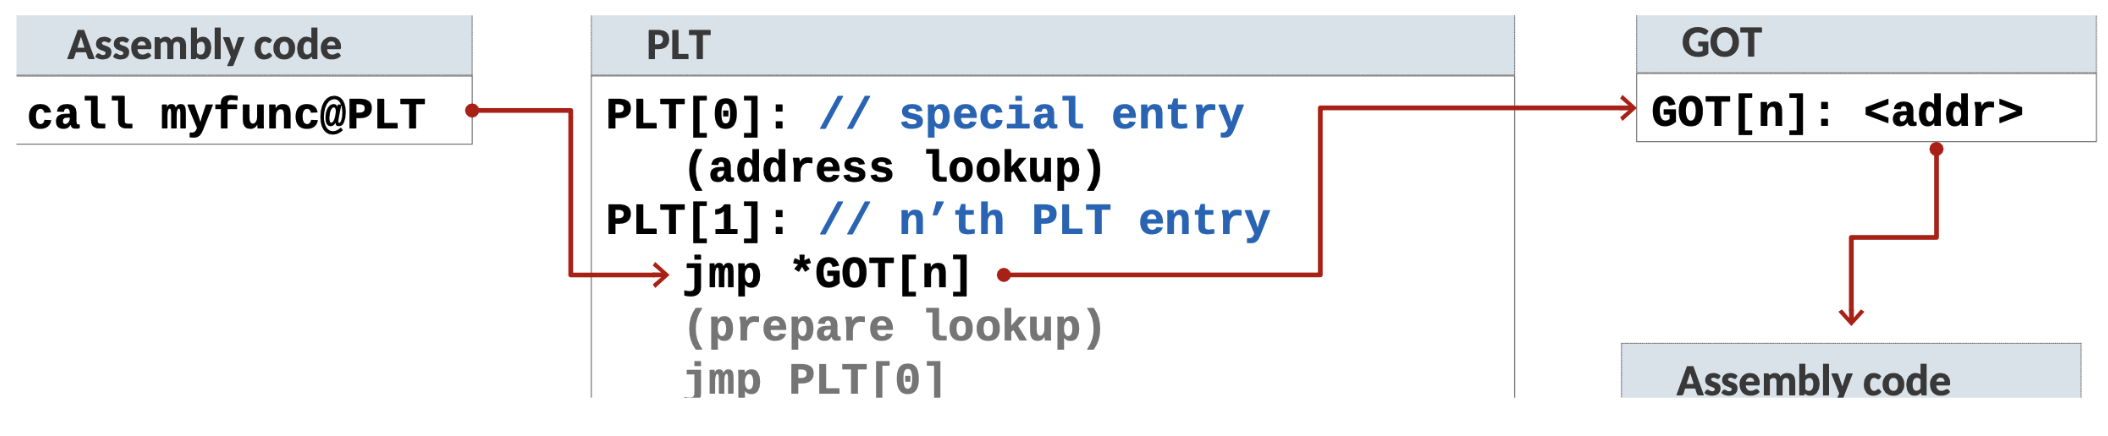 Assembly code
call myfunc@PLT
PLT
PLT[0]: // special entry
(address lookup)
PLT[1]: // n’th PLT entry
jmp *GOT[n]
(prepare lookup)
jmp PLT[0]
GOT
GOT[n]: <addr>
Assembly code